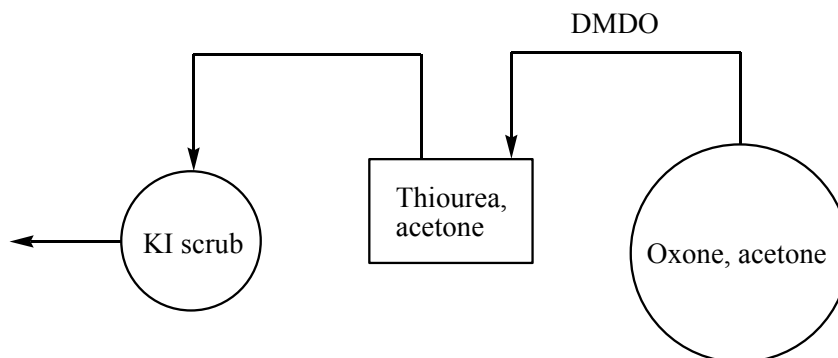 DMDO
KI scrub
Thiourea,
acetone
Oxone, acetone